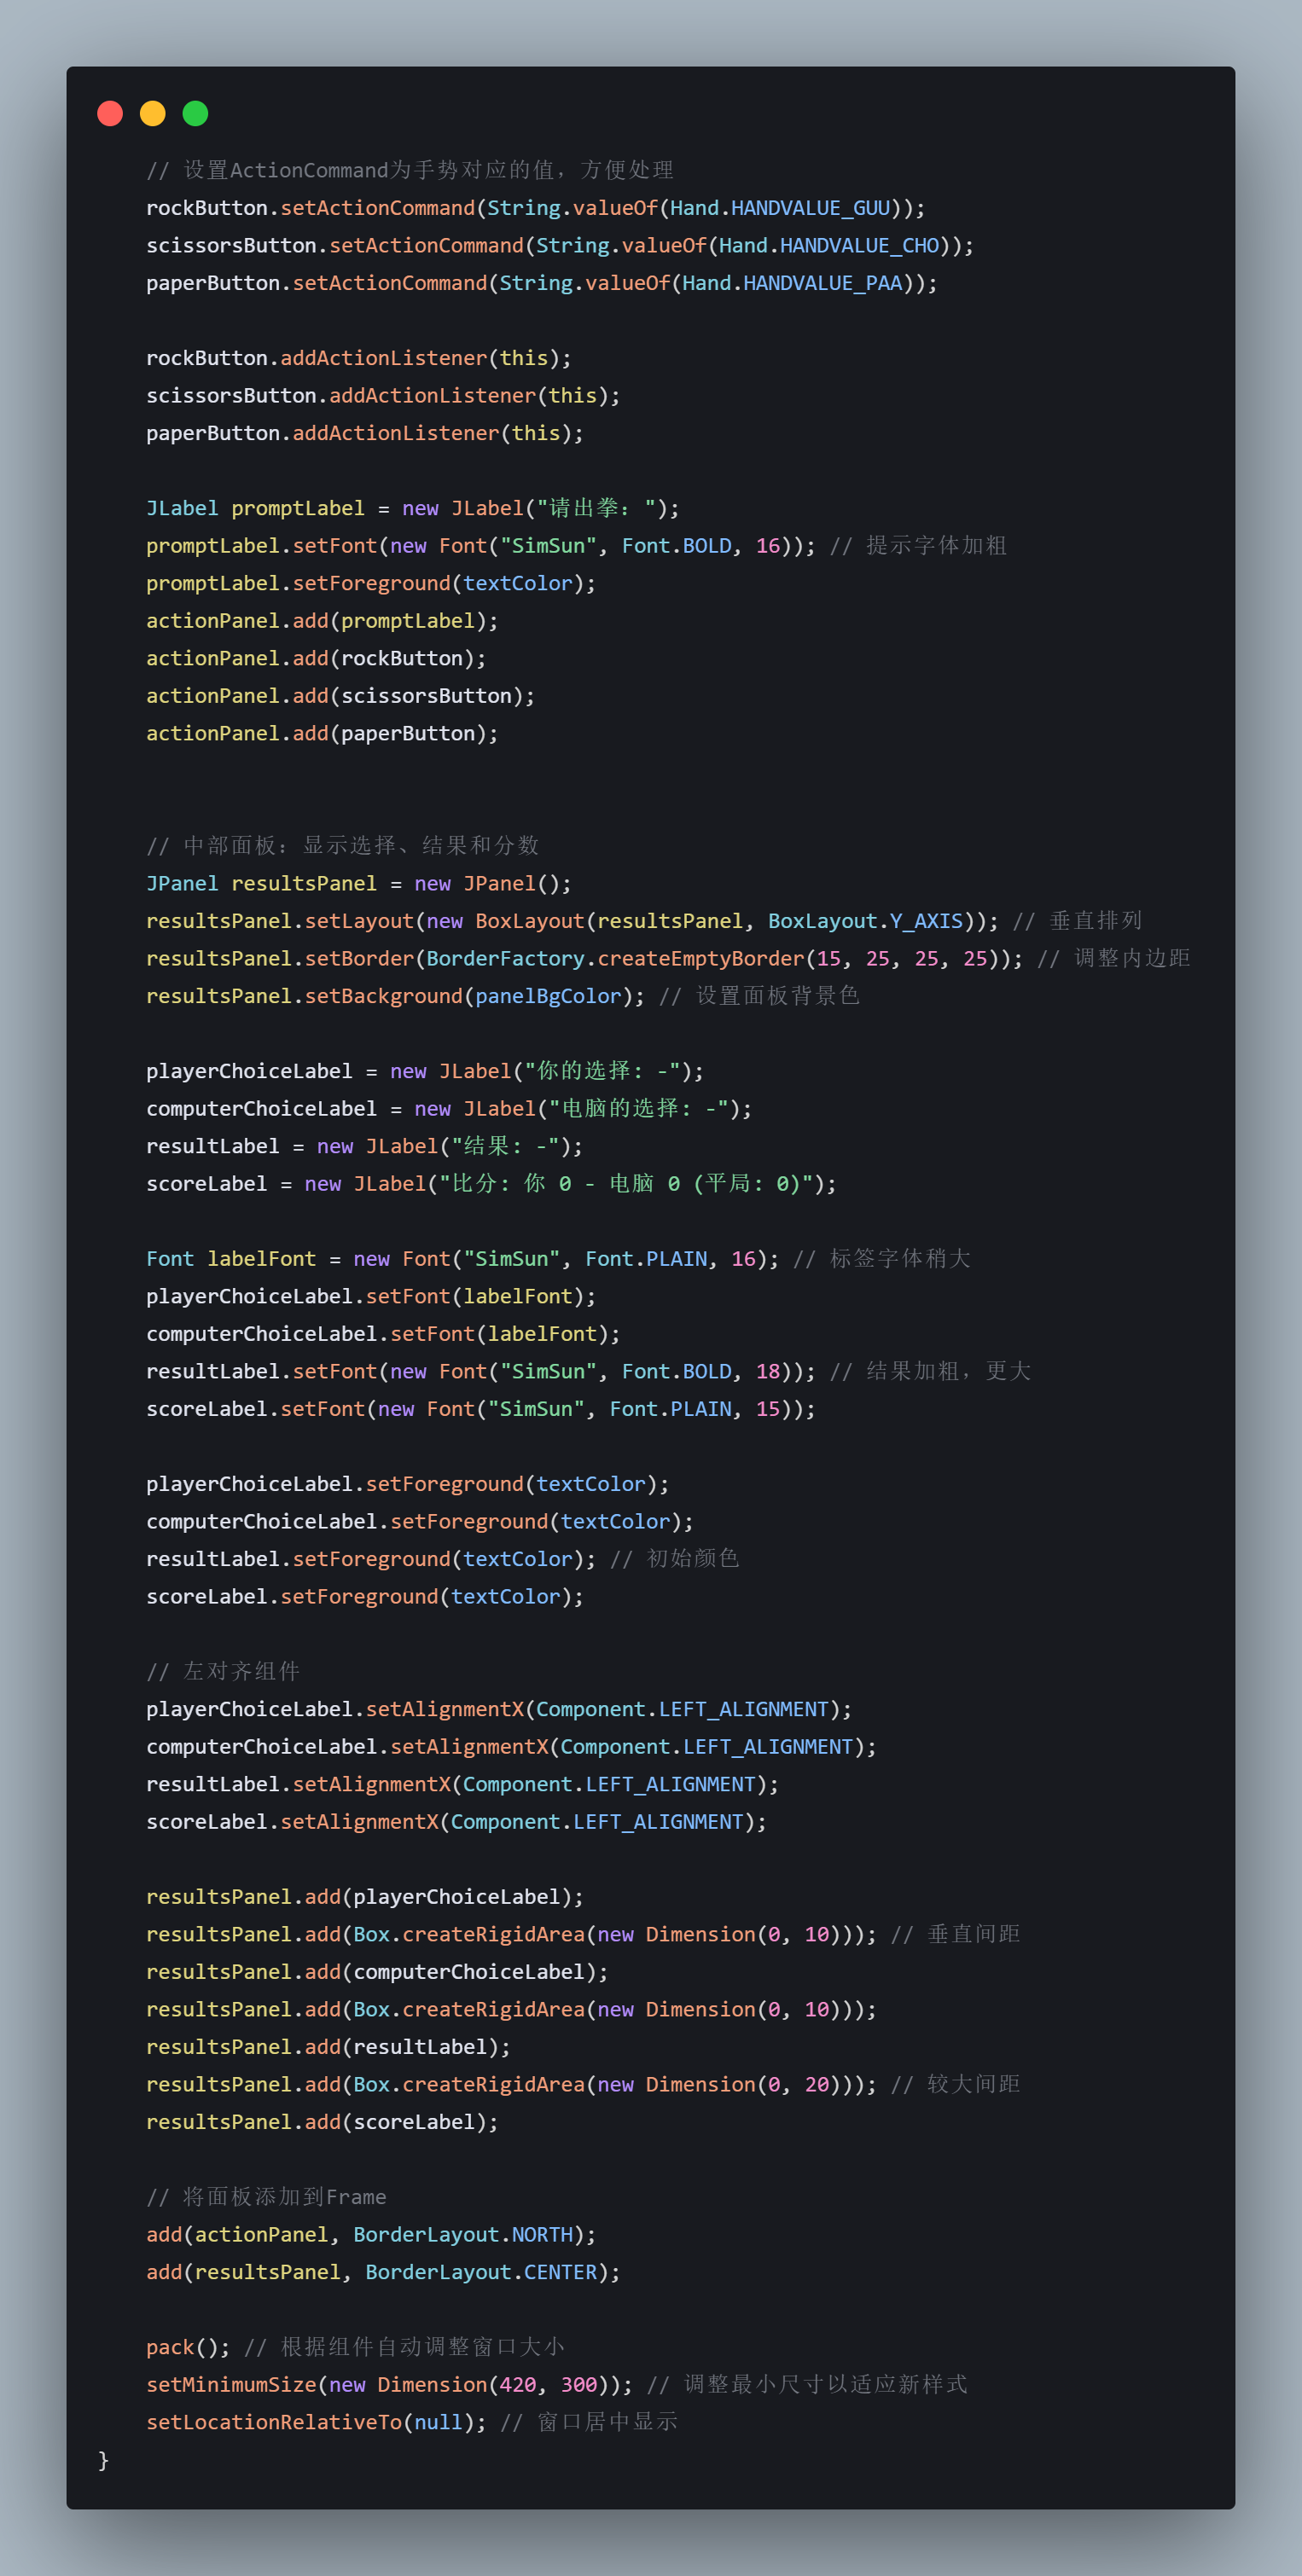 // 设置ActionCommand为手势对应的值，方便处理
rockButton.setActionCommand(String.valueOf(Hand.HANDVALUE_GUU));
scissorsButton.setActionCommand(String.valueOf(Hand.HANDVALUE_CHO));
paperButton.setActionCommand(String.valueOf(Hand.HANDVALUE_PAA));
rockButton.addActionListener(this);
scissorsButton.addActionListener(this);
paperButton.addActionListener(this);
JLabel promptLabel = new JLabel("请出拳：");
promptLabel.setFont(new Font("SimSun", Font.BOLD, 16)); // 提示字体加粗
promptLabel.setForeground(textColor);
actionPanel.add(promptLabel);
actionPanel.add(rockButton);
actionPanel.add(scissorsButton);
actionPanel.add(paperButton);
// 中部面板：显示选择、结果和分数
JPanel resultsPanel = new JPanel();
resultsPanel.setLayout(new BoxLayout(resultsPanel, BoxLayout.Y_AXIS)); // 垂直排列
resultsPanel.setBorder(BorderFactory.createEmptyBorder(15, 25, 25, 25)); // 调整内边距
resultsPanel.setBackground(panelBgColor); // 设置面板背景色
playerChoiceLabel = new JLabel("你的选择: -");
computerChoiceLabel = new JLabel("电脑的选择: -");
resultLabel = new JLabel("结果: -");
scoreLabel = new JLabel("比分: 你 0 - 电脑 0 (平局: 0)");
Font labelFont = new Font("SimSun", Font.PLAIN, 16); // 标签字体稍大
playerChoiceLabel.setFont(labelFont);
computerChoiceLabel.setFont(labelFont);
resultLabel.setFont(new Font("SimSun", Font.BOLD, 18)); // 结果加粗，更大
scoreLabel.setFont(new Font("SimSun", Font.PLAIN, 15));
playerChoiceLabel.setForeground(textColor);
computerChoiceLabel.setForeground(textColor);
resultLabel.setForeground(textColor); // 初始颜色
scoreLabel.setForeground(textColor);
// 左对齐组件
playerChoiceLabel.setAlignmentX(Component.LEFT_ALIGNMENT);
computerChoiceLabel.setAlignmentX(Component.LEFT_ALIGNMENT);
resultLabel.setAlignmentX(Component.LEFT_ALIGNMENT);
scoreLabel.setAlignmentX(Component.LEFT_ALIGNMENT);
resultsPanel.add(playerChoiceLabel);
resultsPanel.add(Box.createRigidArea(new Dimension(0, 10))); // 垂直间距
resultsPanel.add(computerChoiceLabel);
resultsPanel.add(Box.createRigidArea(new Dimension(0, 10)));
resultsPanel.add(resultLabel);
resultsPanel.add(Box.createRigidArea(new Dimension(0, 20))); // 较大间距
resultsPanel.add(scoreLabel);
// 将面板添加到Frame
add(actionPanel, BorderLayout.NORTH);
add(resultsPanel, BorderLayout.CENTER);
pack(); // 根据组件自动调整窗口大小
setMinimumSize(new Dimension(420, 300)); // 调整最小尺寸以适应新样式
setLocationRelativeTo(null); // 窗口居中显示
}